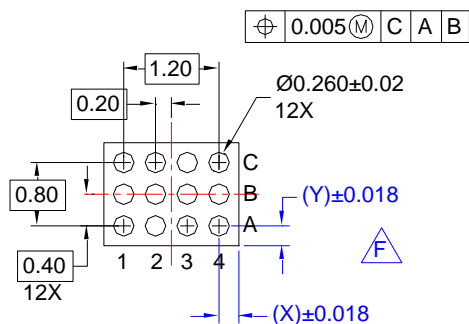 ⌖ 0.005Ⓜ C A B
1.20
0.20
Ø0.260±0.02
12X
C
0.80
B
(Y)±0.018
A
F
0.40
12X
1 2 3 4
(X)±0.018